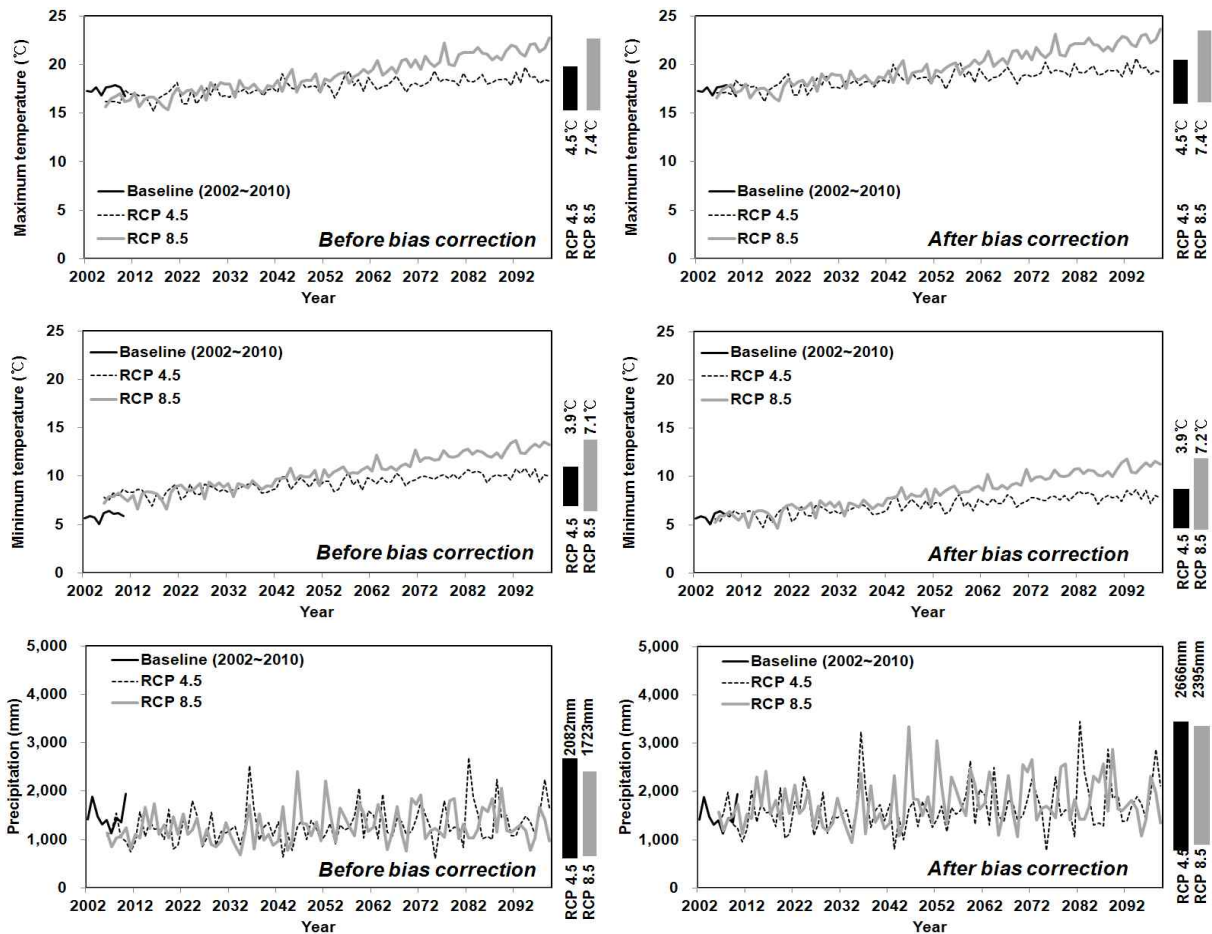 25
20
15
10
5
0
Maximum temperature (℃)
Baseline (2002~2010)
RCP 4.5
RCP 8.5
Before bias correction
2002 2012 2022 2032 2042 2052 2062 2072 2082 2092
Year
4.5℃
7.4℃
RCP 4.5
RCP 8.5
25
20
15
10
5
0
Maximum temperature (℃)
Baseline (2002~2010)
RCP 4.5
RCP 8.5
After bias correction
2002 2012 2022 2032 2042 2052 2062 2072 2082 2092
Year
4.5℃
7.4℃
RCP 4.5
RCP 8.5
25
20
15
10
5
0
Minimum temperature (℃)
Baseline (2002~2010)
RCP 4.5
RCP 8.5
Before bias correction
2002 2012 2022 2032 2042 2052 2062 2072 2082 2092
Year
3.9℃
7.1℃
RCP 4.5
RCP 8.5
25
20
15
10
5
0
Minimum temperature (℃)
Baseline (2002~2010)
RCP 4.5
RCP 8.5
After bias correction
2002 2012 2022 2032 2042 2052 2062 2072 2082 2092
Year
3.9℃
7.2℃
RCP 4.5
RCP 8.5
5,000
4,000
3,000
2,000
1,000
0
Precipitation (mm)
Baseline (2002~2010)
RCP 4.5
RCP 8.5
Before bias correction
2002 2012 2022 2032 2042 2052 2062 2072 2082 2092
Year
2082mm
1723mm
RCP 4.5
RCP 8.5
5,000
4,000
3,000
2,000
1,000
0
Precipitation (mm)
Baseline (2002~2010)
RCP 4.5
RCP 8.5
After bias correction
2002 2012 2022 2032 2042 2052 2062 2072 2082 2092
Year
2666mm
2395mm
RCP 4.5
RCP 8.5